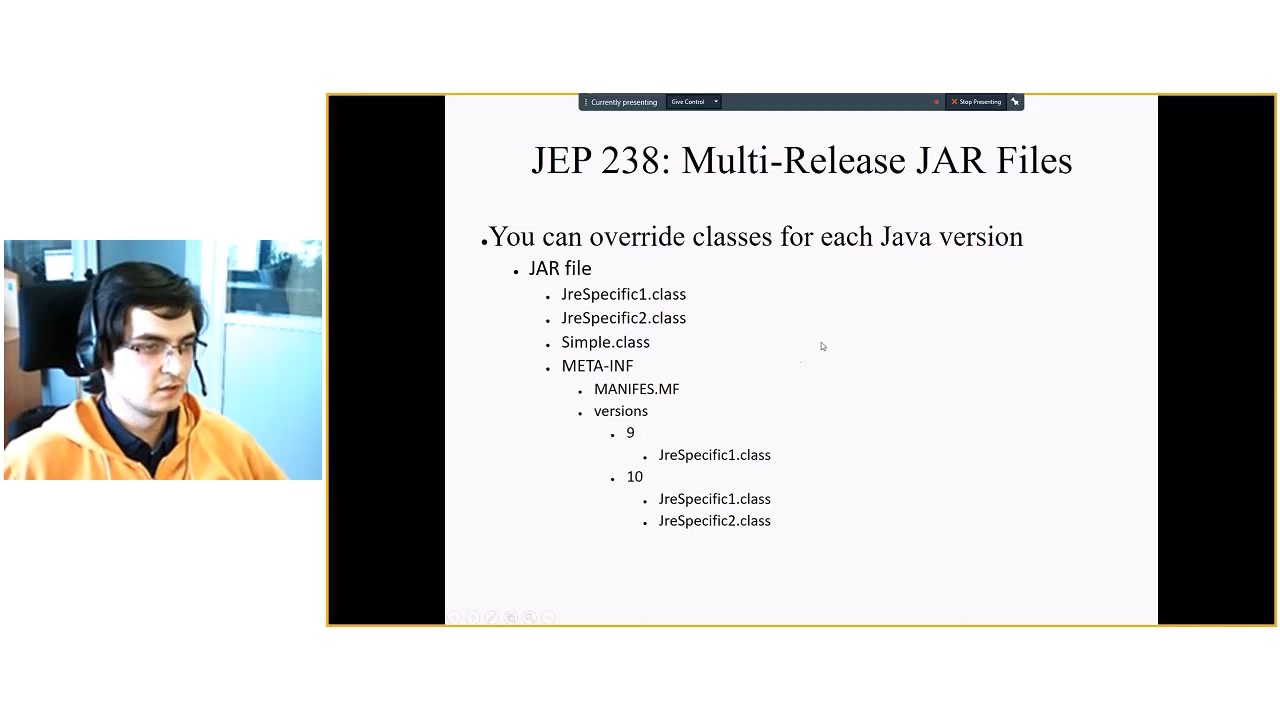 Currently presenting
Give Control
Stop Presenting
JEP 238: Multi-Release JAR Files
You can override classes for each Java version
JAR file
JreSpecific1.class
JreSpecific2.class
Simple.class
META-INF
MANIFES.MF
versions
9
JreSpecific1.class
10
JreSpecific1.class
JreSpecific2.class